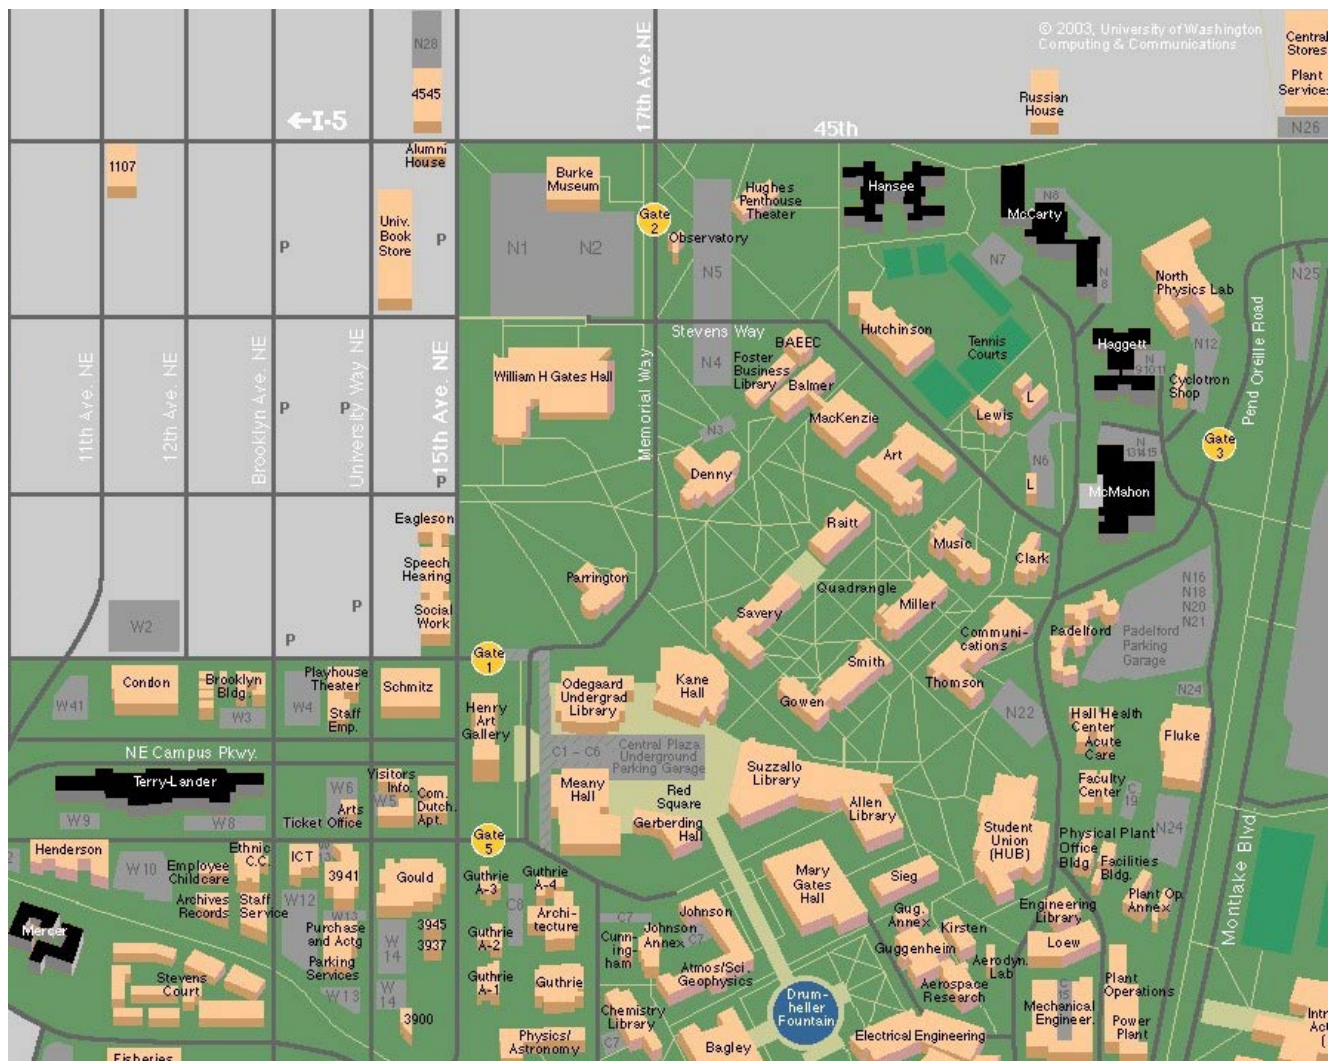 © 2003, University of Washington
Computing & Communications
Central
Stores
Plant
Services
N26
N28
4545
17th Ave.NE
←I-5
45th
Russian
House
1107
Alumni
House
Burke
Museum
Gate
2
Hughes
Penthouse
Theater
Hansee
N8
McCarty
Univ.
Book
Store
P
P
N1
N2
Observatory
N5
N7
N
8
North
Physics Lab
N25
Stevens Way
Hutchinson
Tennis
Courts
Haggett
N
9 10 11
N12
Cyclotron
Shop
Pend Oreille Road
11th Ave. NE
12th Ave. NE
Brooklyn Ave. NE
University Way NE
15th Ave. NE
P
P
P
William H Gates Hall
Memorial Way
N4
BAEEC
Foster
Business
Library
Balmer
MacKenzie
Lewis
L
N3
Denny
Art
N6
L
N
13 14 15
McMahon
Gate
3
Eagleson
Speech
Hearing
Social
Work
Raitt
Music
Clark
Parrington
Quadrangle
Savery
Miller
W2
P
P
N16
N18
N20
N21
Padelford
Padelford
Parking
Garage
Communi-
cations
Gate
1
Condon
Brooklyn
Bldg.
Playhouse
Theater
Schmitz
W41
W3
W4
Staff
Emp.
Henry
Art
Gallery
Odegaard
Undergrad
Library
Kane
Hall
Smith
Gowen
Thomson
N22
N24
Hall Health
Center
Acute
Care
Fluke
NE Campus Pkwy.
C1 - C6
Central Plaza
Underground
Parking Garage
Terry-Lander
W6
Visitors
Info.
W5
Com.
Dutch.
Apt.
Arts
Ticket Office
W9
W8
Meany
Hall
Red
Square
Gerberding
Hall
Suzzallo
Library
Allen
Library
Student
Union
(HUB)
Faculty
Center
C
19
N24
Physical Plant
Office
Bldg
Facilities
Bldg.
Plant Op.
Annex
Montlake Blvd.
Gate
5
Henderson
W10
Employee
Childcare
Ethnic
C.C.
ICT
W
13
3941
Gould
Archives
Records
Staff
Service
W12
W13
Purchase
and Actg
Parking
Services
W13
3945
3937
W
14
W
14
3900
Guthrie
A-3
Guthrie
A-4
C8
Archi-
tecture
Guthrie
A-2
Guthrie
A-1
Guthrie
Mercer
Stevens
Court
C7
Cunn-
ing-
ham
Johnson
Johnson
Annex
C7
Atmos/Sci.
Geophysics
Mary
Gates
Hall
Sieg
Gug.
Annex
Kirsten
Guggenheim
Aerodyn.
Lab
Aerospace
Research
Engineering
Library
Loew
Plant
Operations
Mechanical
Engineer.
Power
Plant
Chemistry
Library
C7
Drum-
heller
Fountain
Bagley
Electrical Engineering
Physics/
Astronomy
Fisheries